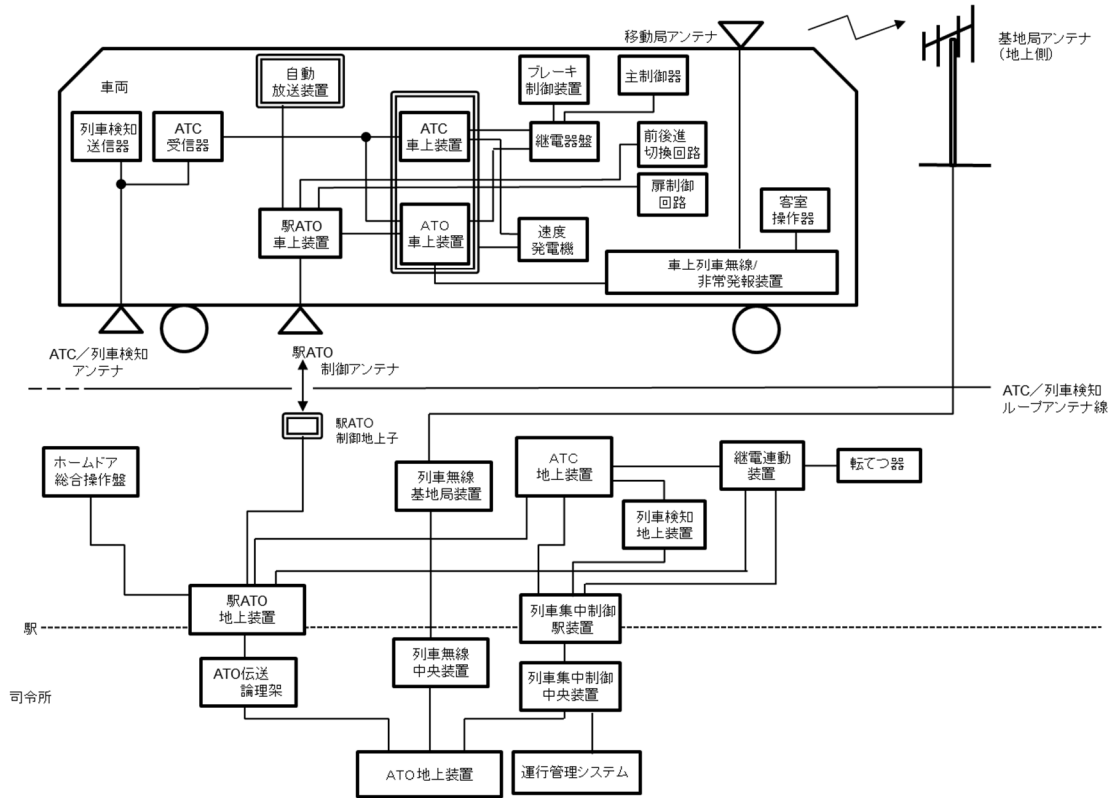 移動局アンテナ
基地局アンテナ
（地上側）
車両
自動
放送装置
ブレーキ
制御装置
主制御器
列車検知
送信器
ATC
受信器
ATC
車上装置
継電器盤
前後進
切換回路
扉制御
回路
駅ATO
車上装置
ATO
車上装置
速度
発電機
客室
操作器
車上列車無線/
非常発報装置
ATC／列車検知
アンテナ
駅ATO
制御アンテナ
ATC／列車検知
ループアンテナ線
駅ATO
制御地上子
ホームドア
総合操作盤
列車無線
基地局装置
ATC
地上装置
継電連動
装置
転てつ器
列車検知
地上装置
駅ATO
地上装置
列車集中制御
駅装置
駅
ATO伝送
論理架
列車無線
中央装置
列車集中制御
中央装置
司令所
ATO地上装置
運行管理システム